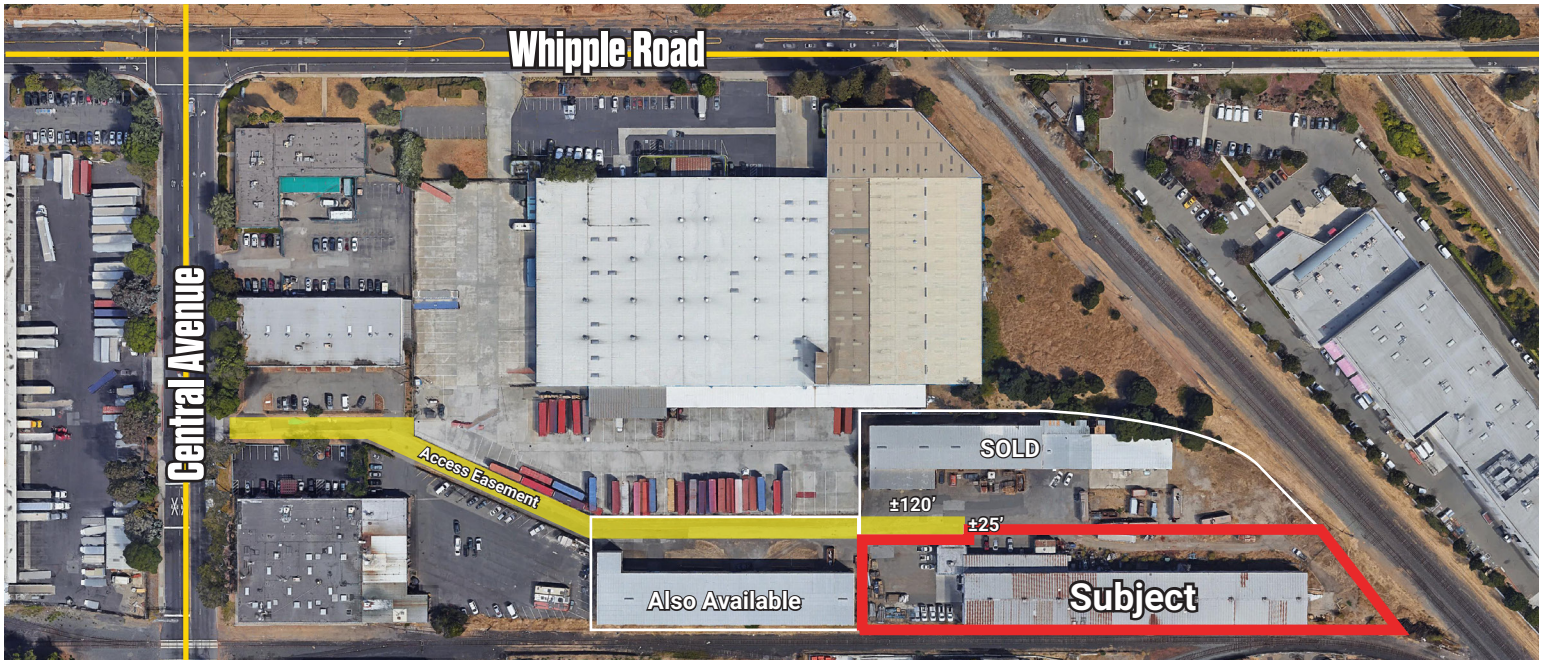 Whipple Road
Central Avenue
SOLD
Access Easement
±120’
±25’
Also Available
Subject